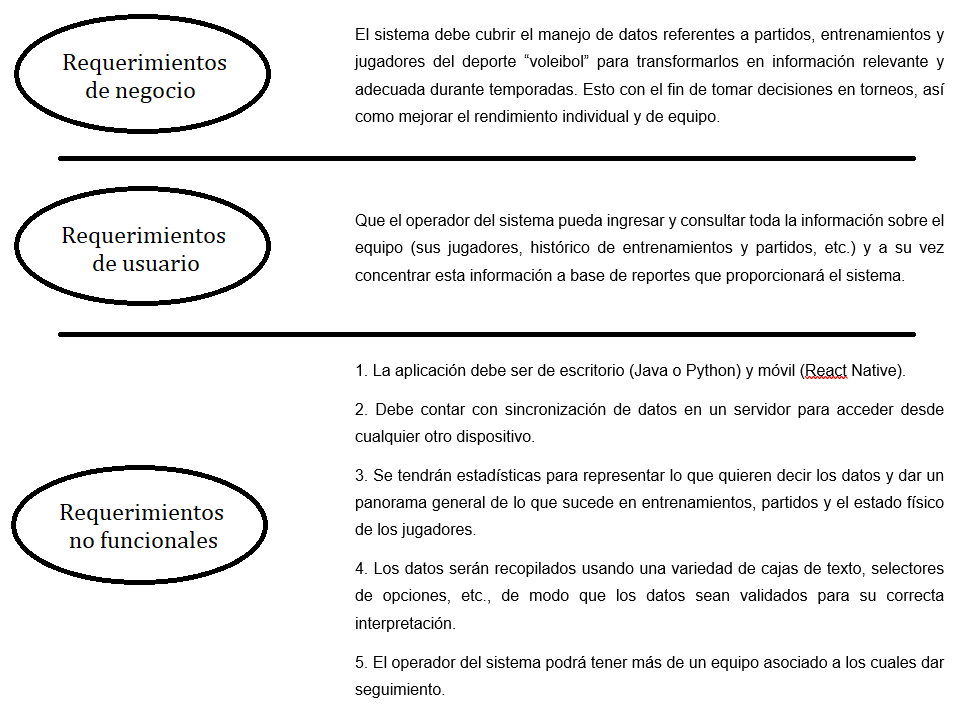 Requerimientos
de negocio
El sistema debe cubrir el manejo de datos referentes a partidos, entrenamientos y
jugadores del deporte “voleibol” para transformarlos en información relevante y
adecuada durante temporadas. Esto con el fin de tomar decisiones en torneos, así
como mejorar el rendimiento individual y de equipo.
Requerimientos
de usuario
Que el operador del sistema pueda ingresar y consultar toda la información sobre el
equipo (sus jugadores, histórico de entrenamientos y partidos, etc.) y a su vez
concentrar esta información a base de reportes que proporcionará el sistema.
Requerimientos
no funcionales
1. La aplicación debe ser de escritorio (Java o Python) y móvil (React Native).
2. Debe contar con sincronización de datos en un servidor para acceder desde
cualquier otro dispositivo.
3. Se tendrán estadísticas para representar lo que quieren decir los datos y dar un
panorama general de lo que sucede en entrenamientos, partidos y el estado físico
de los jugadores.
4. Los datos serán recopilados usando una variedad de cajas de texto, selectores
de opciones, etc., de modo que los datos sean validados para su correcta
interpretación.
5. El operador del sistema podrá tener más de un equipo asociado a los cuales dar
seguimiento.